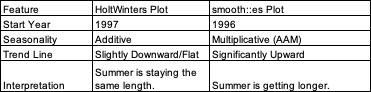 Feature HoltWinters Plot smooth::es Plot
Start Year 1997 1996
Seasonality Additive Multiplicative (AAM)
Trend Line Slightly Downward/Flat Significantly Upward
Summer is staying the
Interpretation same length. Summer is getting longer.